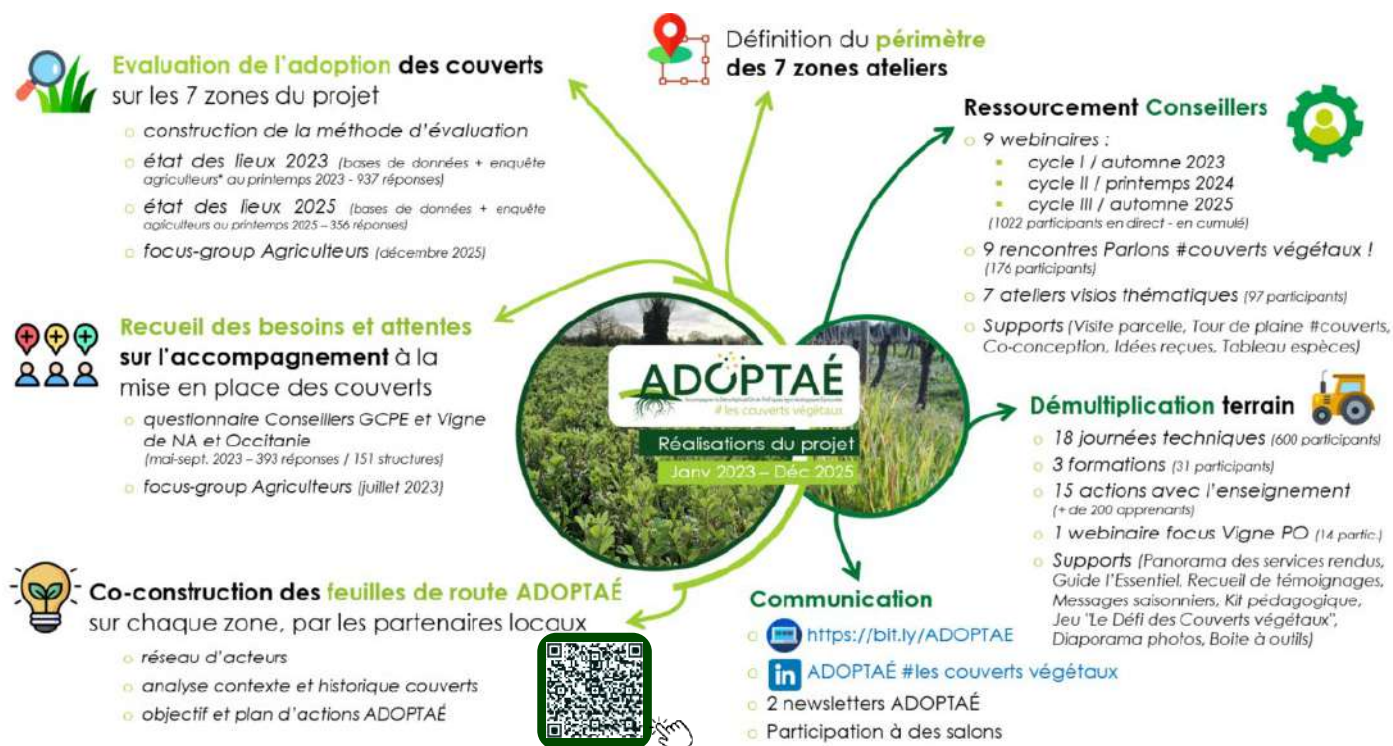 Evaluation de l'adoption des couverts
sur les 7 zones du projet
o construction de la méthode d'évaluation
o état des lieux 2023 (bases de données + enquête
agriculteurs* au printemps 2023 - 937 réponses)
o état des lieux 2025 (bases de données + enquête
agriculteurs au printemps 2025 – 356 réponses)
o focus-group Agriculteurs (décembre 2025)
Définition du périmètre
des 7 zones ateliers
Ressourcement Conseillers
o 9 webinaires :
▪ cycle I / automne 2023
▪ cycle II / printemps 2024
▪ cycle III / automne 2025
(1022 participants en direct - en cumulé)
o 9 rencontres Parlons #couverts végétaux !
(176 participants)
o 7 ateliers visios thématiques (97 participants)
o Supports (Visite parcelle, Tour de plaine #couverts,
Co-conception, Idées reçues, Tableau espèces)
Recueil des besoins et attentes
sur l'accompagnement à la
mise en place des couverts
o questionnaire Conseillers GCPE et Vigne
de NA et Occitanie
(mai-sept. 2023 – 393 réponses / 151 structures)
o focus-group Agriculteurs (juillet 2023)
ADOPTAÉ
#les couverts végétaux
Réalisations du projet
Janv 2023 – Déc 2025
Démultiplication terrain
o 18 journées techniques (600 participants)
o 3 formations (31 participants)
o 15 actions avec l'enseignement
(+ de 200 apprenants)
o 1 webinaire focus Vigne PO (14 partic.)
o Supports (Panorama des services rendus,
Guide l'Essentiel, Recueil de témoignages,
Messages saisonniers, Kit pédagogique,
Jeu "Le Défi des Couverts végétaux",
Diaporama photos, Boite à outils)
Co-construction des feuilles de route ADOPTAÉ
sur chaque zone, par les partenaires locaux
o réseau d'acteurs
o analyse contexte et historique couverts
o objectif et plan d'actions ADOPTAÉ
Communication
o https://bit.ly/ADOPTAE
o in ADOPTAÉ #les couverts végétaux
o 2 newsletters ADOPTAÉ
o Participation à des salons